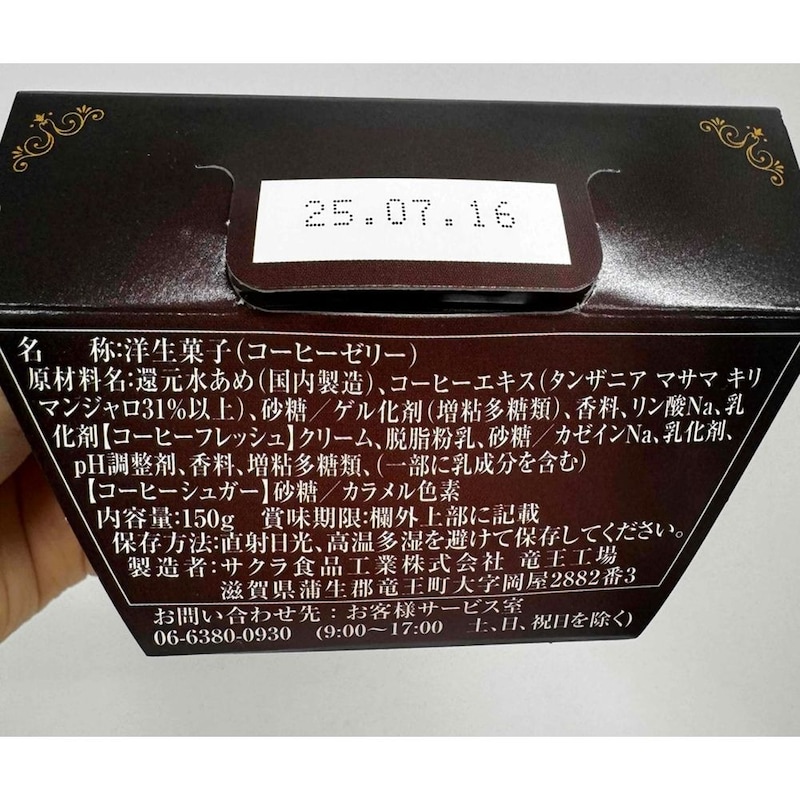 25.07.16
名　称:洋生菓子(コーヒーゼリー)
原材料名:還元水あめ(国内製造)、コーヒーエキス(タンザニア マサマ キリ
マンジャロ31%以上)、砂糖／ゲル化剤(増粘多糖類)、香料、リン酸Na、乳
化剤【コーヒーフレッシュ】クリーム、脱脂粉乳、砂糖／カゼインNa、乳化剤、
pH調整剤、香料、増粘多糖類、(一部に乳成分を含む)
【コーヒーシュガー】砂糖／カラメル色素
内容量:150g　賞味期限:欄外上部に記載
保存方法:直射日光、高温多湿を避けて保存してください。
製造者:サクラ食品工業株式会社 竜王工場
滋賀県蒲生郡竜王町大字岡屋2882番3
お問い合わせ先：お客様サービス室
06-6380-0930　(9:00〜17:00　土、日、祝日を除く)